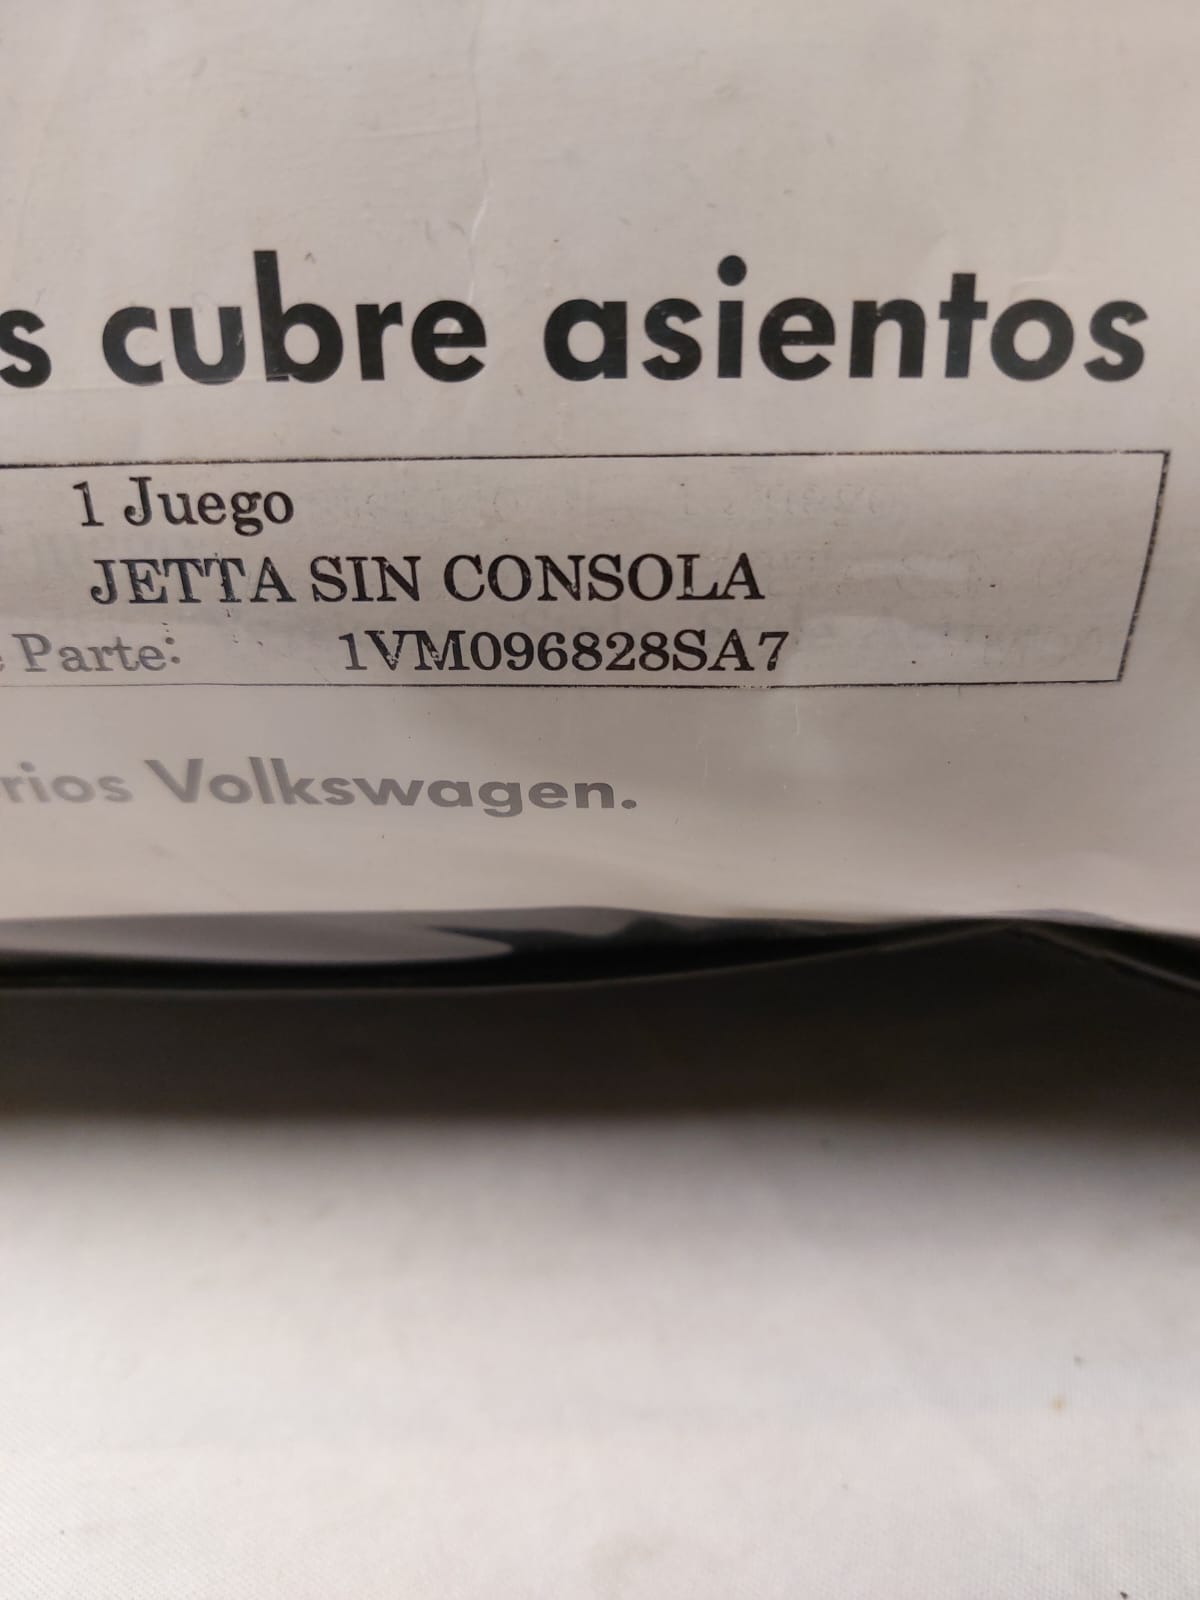 s cubre asientos
1 Juego
JETTA SIN CONSOLA
Parte: 1VM096828SA7
rios Volkswagen.